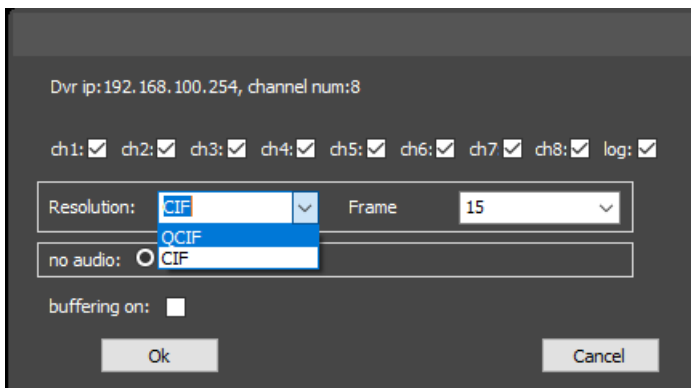 Dvr ip:192.168.100.254, channel num:8
ch1: ch2: ch3: ch4: ch5: ch6: ch7 ch8: log:
Resolution: CIF Frame 15
QCIF
no audio: CIF
buffering on:
Ok Cancel